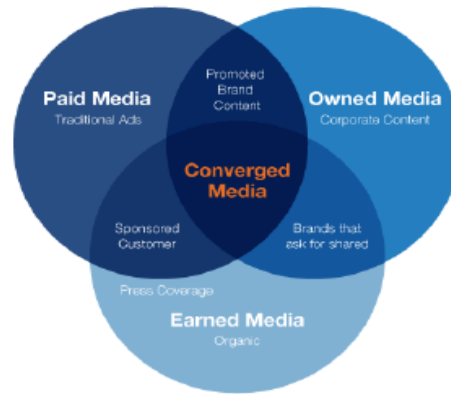 Promoted
Brand
Content
Paid Media
Traditional Ads
Owned Media
Corporate Content
Converged
Media
Sponsored
Customer
Brands that
ask for shared
Press Coverage
Earned Media
Organic